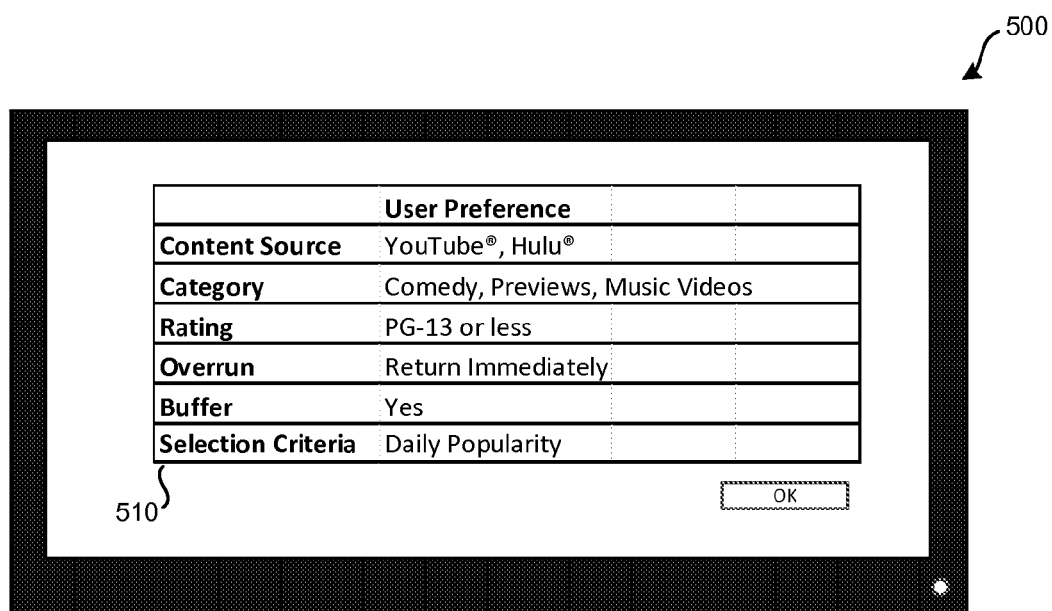 500
User Preference
Content Source YouTube®, Hulu®
Category Comedy, Previews, Music Videos
Rating PG-13 or less
Overrun Return Immediately
Buffer Yes
Selection Criteria Daily Popularity
OK
510